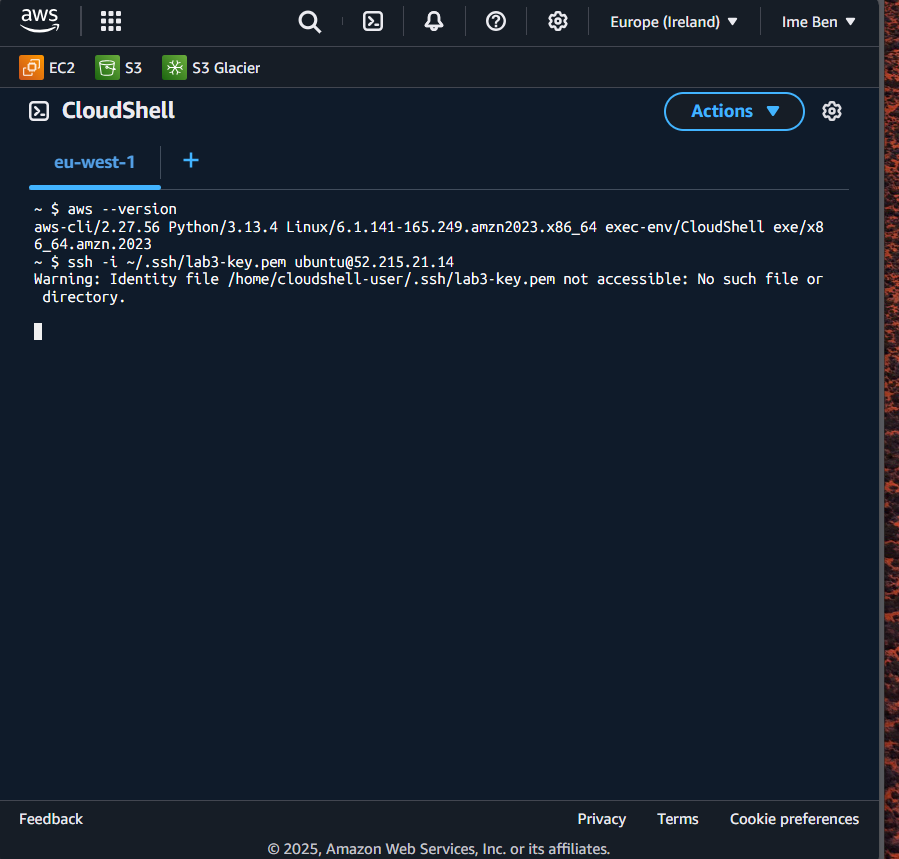 aws
Europe (Ireland) ▼
Ime Ben ▼
EC2
S3
S3 Glacier
CloudShell
Actions ▼
eu-west-1
+
~ $ aws --version
aws-cli/2.27.56 Python/3.13.4 Linux/6.1.141-165.249.amzn2023.x86_64 exec-env/CloudShell exe/x8
6_64.amzn.2023
~ $ ssh -i ~/.ssh/lab3-key.pem ubuntu@52.215.21.14
Warning: Identity file /home/cloudshell-user/.ssh/lab3-key.pem not accessible: No such file or
directory.
Feedback
Privacy
Terms
Cookie preferences
© 2025, Amazon Web Services, Inc. or its affiliates.